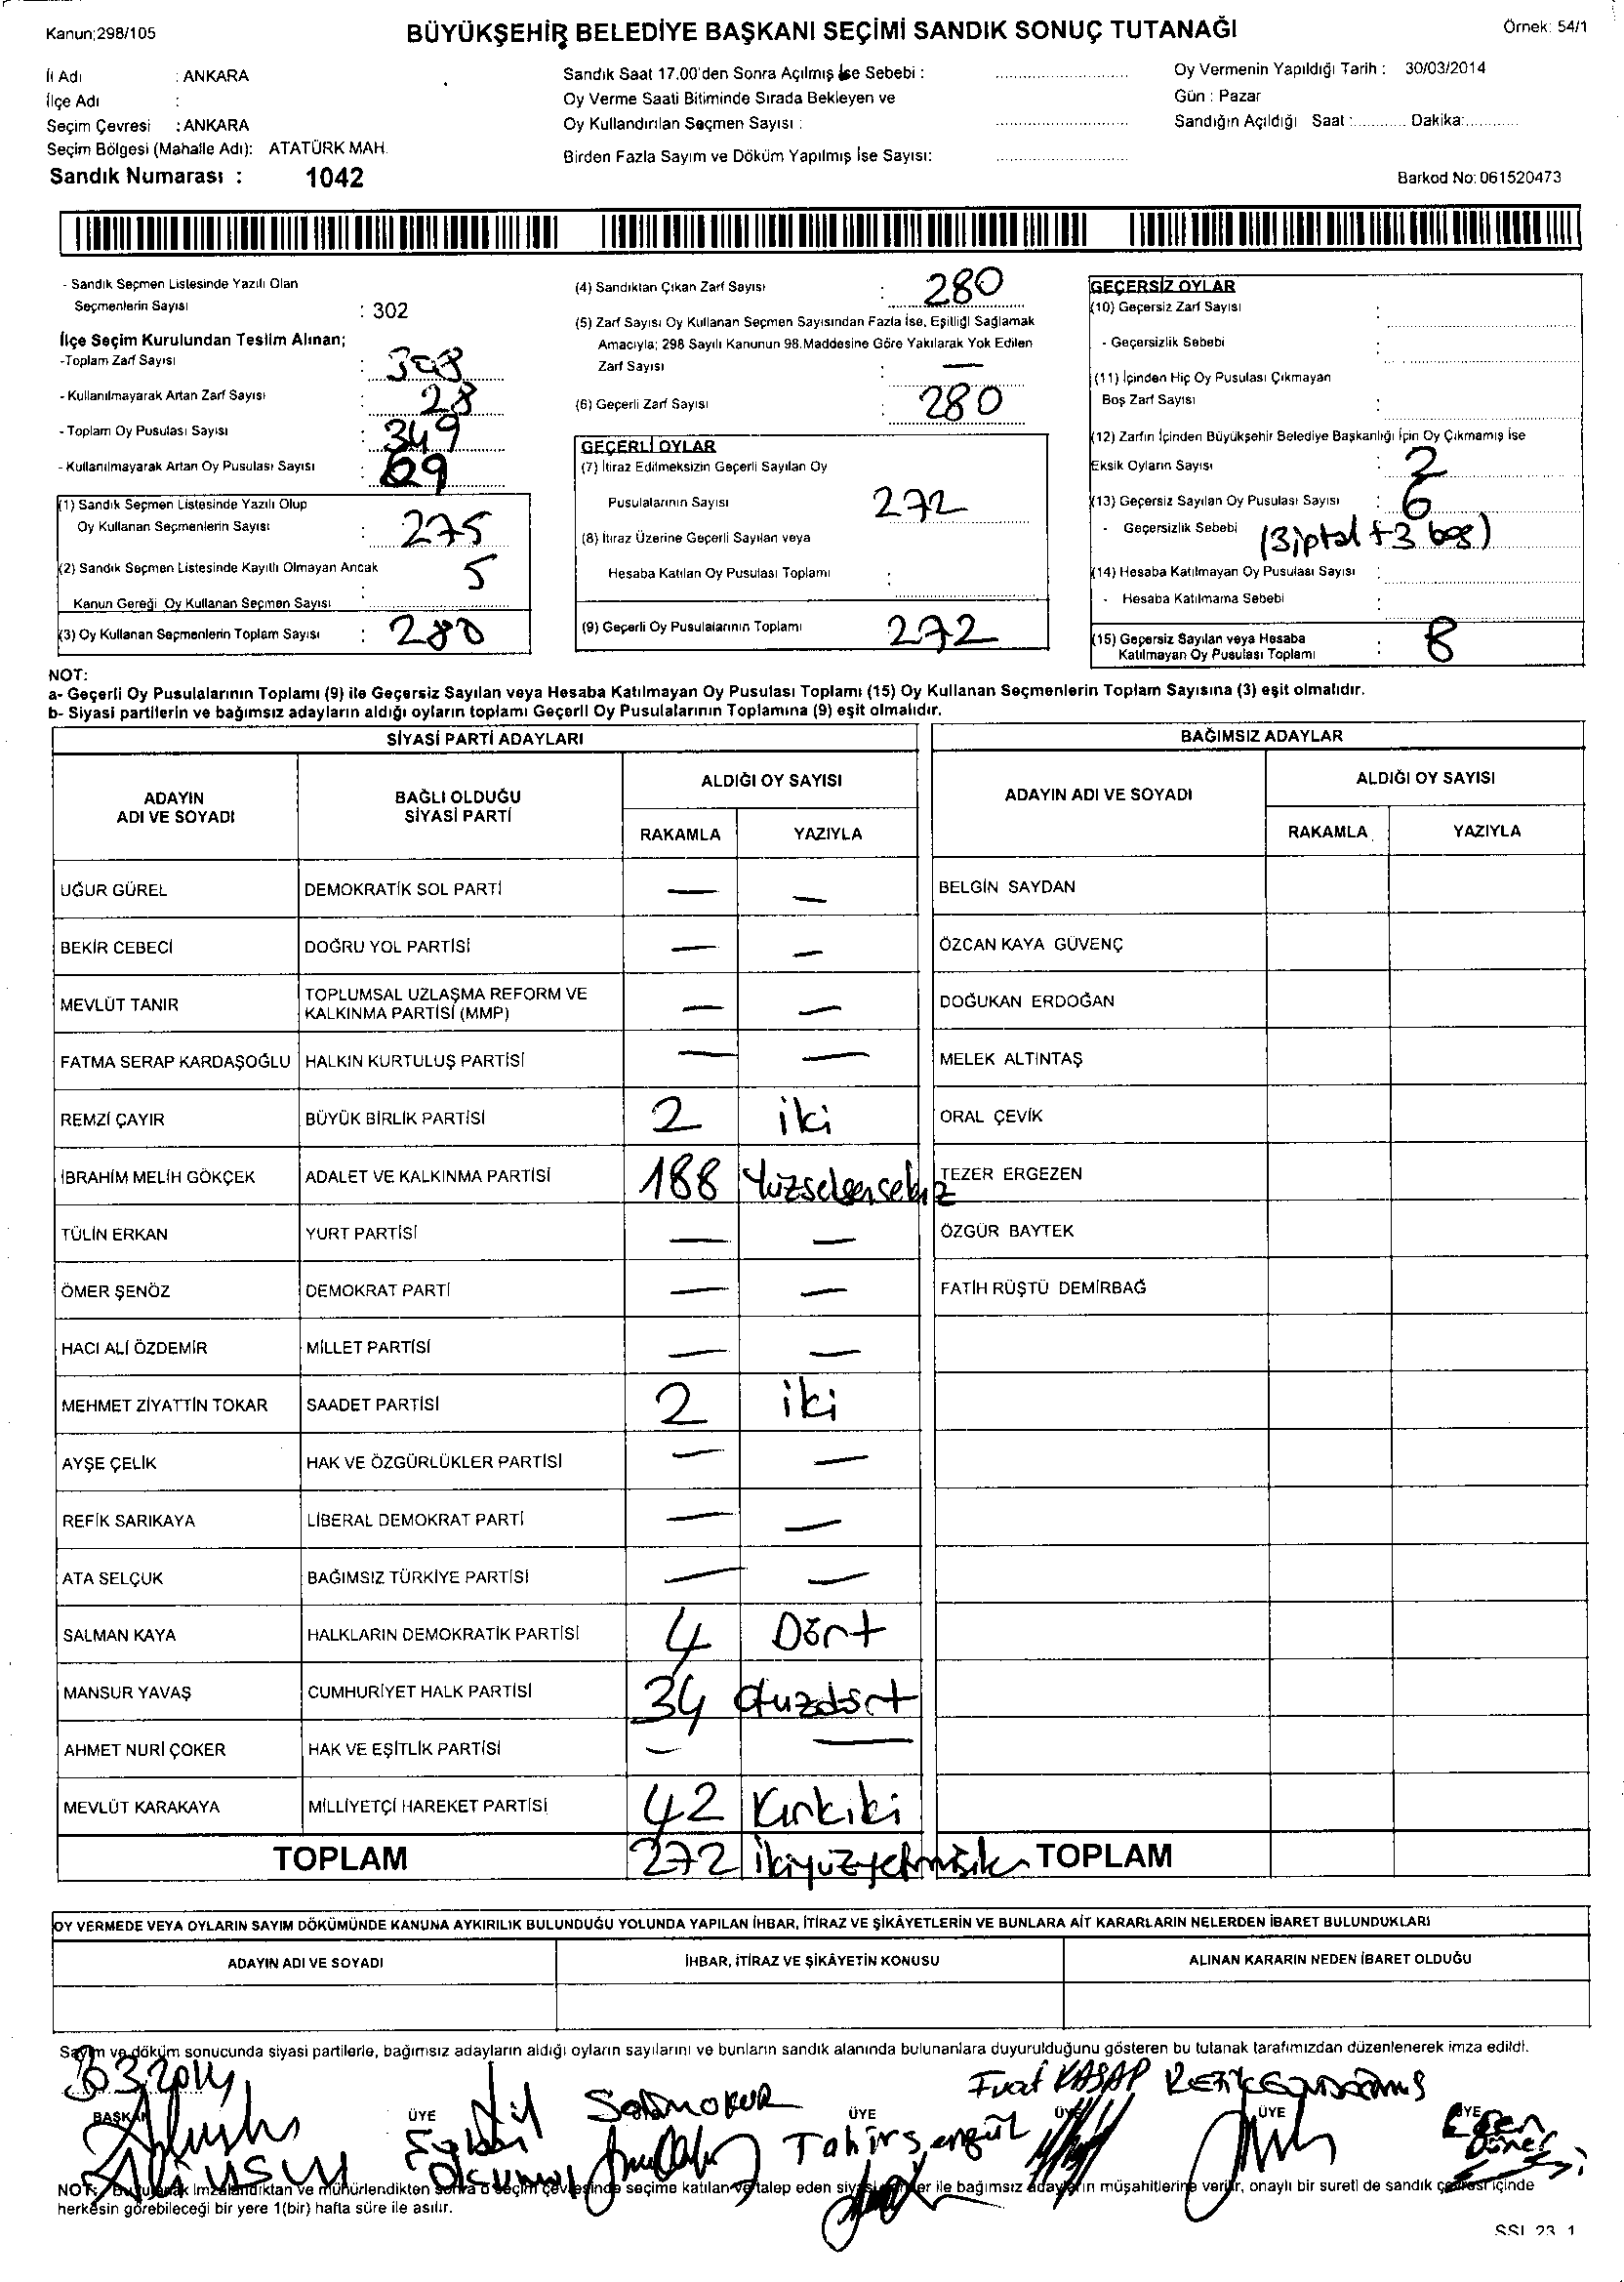 Kanun;298/105
BÜYÜKŞEHİR BELEDİYE BAŞKANI SEÇİMİ SANDIK SONUÇ TUTANAĞI
Örnek: 54/1
İl Adı : ANKARA
İlçe Adı :
Seçim Çevresi : ANKARA
Seçim Bölgesi (Mahalle Adı): ATATÜRK MAH.
Sandık Numarası : 1042
Sandık Saat 17.00'den Sonra Açılmış İse Sebebi :
Oy Verme Saati Bitiminde Sırada Bekleyen ve
Oy Kullandırılan Seçmen Sayısı :
Birden Fazla Sayım ve Döküm Yapılmış İse Sayısı:
Oy Vermenin Yapıldığı Tarih : 30/03/2014
Gün : Pazar
Sandığın Açıldığı Saat :............ Dakika:............
Barkod No: 061520473
- Sandık Seçmen Listesinde Yazılı Olan
Seçmenlerin Sayısı : 302
İlçe Seçim Kurulundan Teslim Alınan;
-Toplam Zarf Sayısı : 308
- Kullanılmayarak Artan Zarf Sayısı : 28
- Toplam Oy Pusulası Sayısı : 349
- Kullanılmayarak Artan Oy Pusulası Sayısı : 69
(1) Sandık Seçmen Listesinde Yazılı Olup
Oy Kullanan Seçmenlerin Sayısı : 275
(2) Sandık Seçmen Listesinde Kayıtlı Olmayan Ancak
Kanun Gereği Oy Kullanan Seçmen Sayısı : 5
(3) Oy Kullanan Seçmenlerin Toplam Sayısı : 280
(4) Sandıktan Çıkan Zarf Sayısı : 280
(5) Zarf Sayısı Oy Kullanan Seçmen Sayısından Fazla İse, Eşitliği Sağlamak
Amacıyla; 298 Sayılı Kanunun 98.Maddesine Göre Yakılarak Yok Edilen
Zarf Sayısı : —
(6) Geçerli Zarf Sayısı : 280
GEÇERLİ OYLAR
(7) İtiraz Edilmeksizin Geçerli Sayılan Oy
Pusulalarının Sayısı 272
(8) İtiraz Üzerine Geçerli Sayılan veya
Hesaba Katılan Oy Pusulası Toplamı :
(9) Geçerli Oy Pusulalarının Toplamı 272
GEÇERSİZ OYLAR
(10) Geçersiz Zarf Sayısı :
- Geçersizlik Sebebi :
(11) İçinden Hiç Oy Pusulası Çıkmayan
Boş Zarf Sayısı :
(12) Zarfın İçinden Büyükşehir Belediye Başkanlığı İçin Oy Çıkmamış İse
Eksik Oyların Sayısı : 2
(13) Geçersiz Sayılan Oy Pusulası Sayısı : 6
- Geçersizlik Sebebi (3 iptal + 3 boş)
(14) Hesaba Katılmayan Oy Pusulası Sayısı :
- Hesaba Katılmama Sebebi :
(15) Geçersiz Sayılan veya Hesaba
Katılmayan Oy Pusulası Toplamı : 8
NOT:
a- Geçerli Oy Pusulalarının Toplamı (9) ile Geçersiz Sayılan veya Hesaba Katılmayan Oy Pusulası Toplamı (15) Oy Kullanan Seçmenlerin Toplam Sayısına (3) eşit olmalıdır.
b- Siyasi partilerin ve bağımsız adayların aldığı oyların toplamı Geçerli Oy Pusulalarının Toplamına (9) eşit olmalıdır.
SİYASİ PARTİ ADAYLARI
ADAYIN ADI VE SOYADI
BAĞLI OLDUĞU SİYASİ PARTİ
ALDIĞI OY SAYISI
RAKAMLA YAZIYLA
UĞUR GÜREL DEMOKRATİK SOL PARTİ — —
BEKİR CEBECİ DOĞRU YOL PARTİSİ — —
MEVLÜT TANIR TOPLUMSAL UZLAŞMA REFORM VE KALKINMA PARTİSİ (MMP) — —
FATMA SERAP KARDAŞOĞLU HALKIN KURTULUŞ PARTİSİ — —
REMZİ ÇAYIR BÜYÜK BİRLİK PARTİSİ 2 iki
İBRAHİM MELİH GÖKÇEK ADALET VE KALKINMA PARTİSİ 188 Yüzseksensekiz
TÜLİN ERKAN YURT PARTİSİ — —
ÖMER ŞENÖZ DEMOKRAT PARTİ — —
HACI ALİ ÖZDEMİR MİLLET PARTİSİ — —
MEHMET ZİYATTİN TOKAR SAADET PARTİSİ 2 iki
AYŞE ÇELİK HAK VE ÖZGÜRLÜKLER PARTİSİ — —
REFİK SARIKAYA LİBERAL DEMOKRAT PARTİ — —
ATA SELÇUK BAĞIMSIZ TÜRKİYE PARTİSİ — —
SALMAN KAYA HALKLARIN DEMOKRATİK PARTİSİ 4 Dört
MANSUR YAVAŞ CUMHURİYET HALK PARTİSİ 34 Otuzdört
AHMET NURİ ÇOKER HAK VE EŞİTLİK PARTİSİ — —
MEVLÜT KARAKAYA MİLLİYETÇİ HAREKET PARTİSİ 42 Kırkiki
TOPLAM 272 ikiyüzyetmişiki
BAĞIMSIZ ADAYLAR
ADAYIN ADI VE SOYADI
ALDIĞI OY SAYISI
RAKAMLA YAZIYLA
BELGİN SAYDAN
ÖZCAN KAYA GÜVENÇ
DOĞUKAN ERDOĞAN
MELEK ALTINTAŞ
ORAL ÇEVİK
TEZER ERGEZEN
ÖZGÜR BAYTEK
FATİH RÜŞTÜ DEMİRBAĞ
TOPLAM
OY VERMEDE VEYA OYLARIN SAYIM DÖKÜMÜNDE KANUNA AYKIRILIK BULUNDUĞU YOLUNDA YAPILAN İHBAR, İTİRAZ VE ŞİKÂYETLERİN VE BUNLARA AİT KARARLARIN NELERDEN İBARET BULUNDUKLARI
ADAYIN ADI VE SOYADI İHBAR, İTİRAZ VE ŞİKÂYETİN KONUSU ALINAN KARARIN NEDEN İBARET OLDUĞU
Sayım ve döküm sonucunda siyasi partilerle, bağımsız adayların aldığı oyların sayılarını ve bunların sandık alanında bulunanlara duyurulduğunu gösteren bu tutanak tarafımızdan düzenlenerek imza edildi.
30.3.2014 Fuat KASAP
BAŞKAN ÜYE ÜYE ÜYE ÜYE ÜYE
Tahir Şengül
NOT: Bu tutanak imzalandıktan ve mühürlendikten sonra o seçim çevresinde seçime katılan ve talep eden siyasi partiler ile bağımsız adayların müşahitlerine verilir, onaylı bir sureti de sandık çevresi içinde
herkesin görebileceği bir yere 1(bir) hafta süre ile asılır.
SSI 23 1